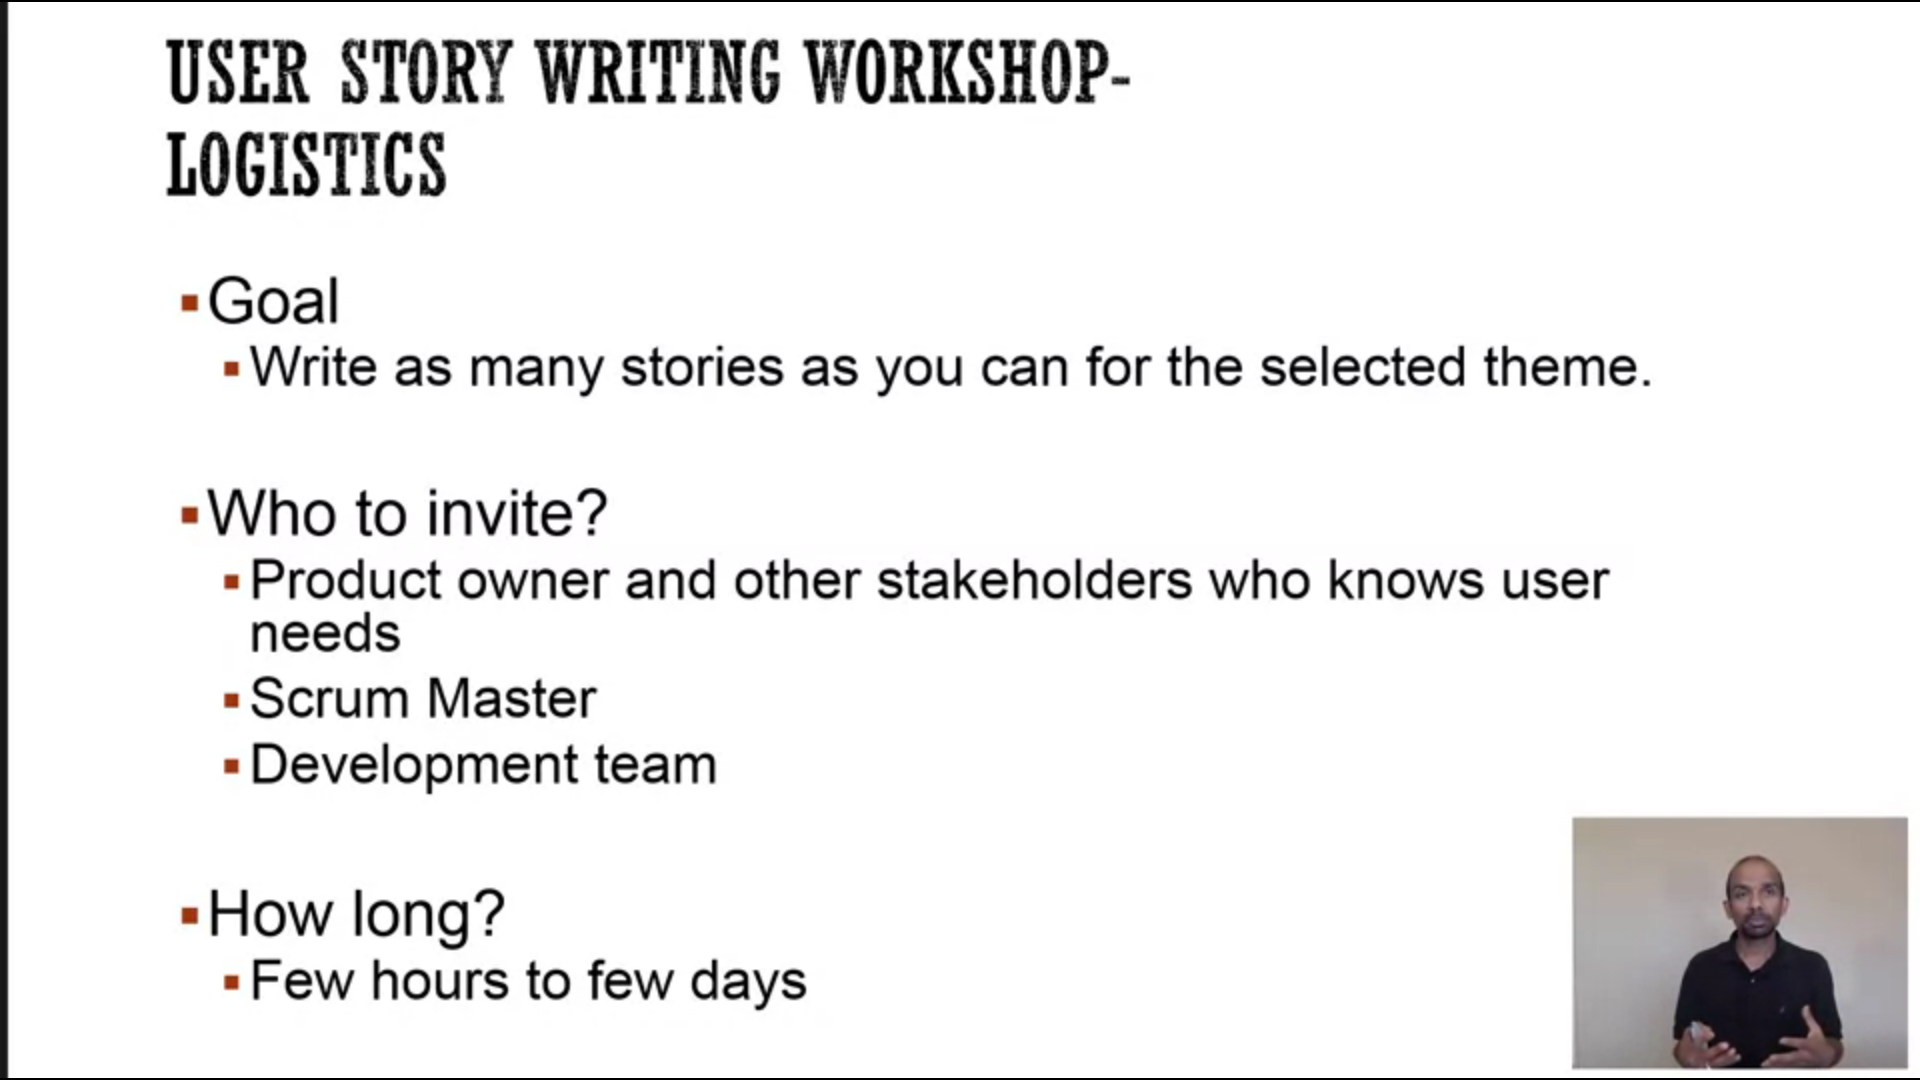 USER STORY WRITING WORKSHOP-
LOGISTICS
Goal
Write as many stories as you can for the selected theme.
Who to invite?
Product owner and other stakeholders who knows user
needs
Scrum Master
Development team
How long?
Few hours to few days